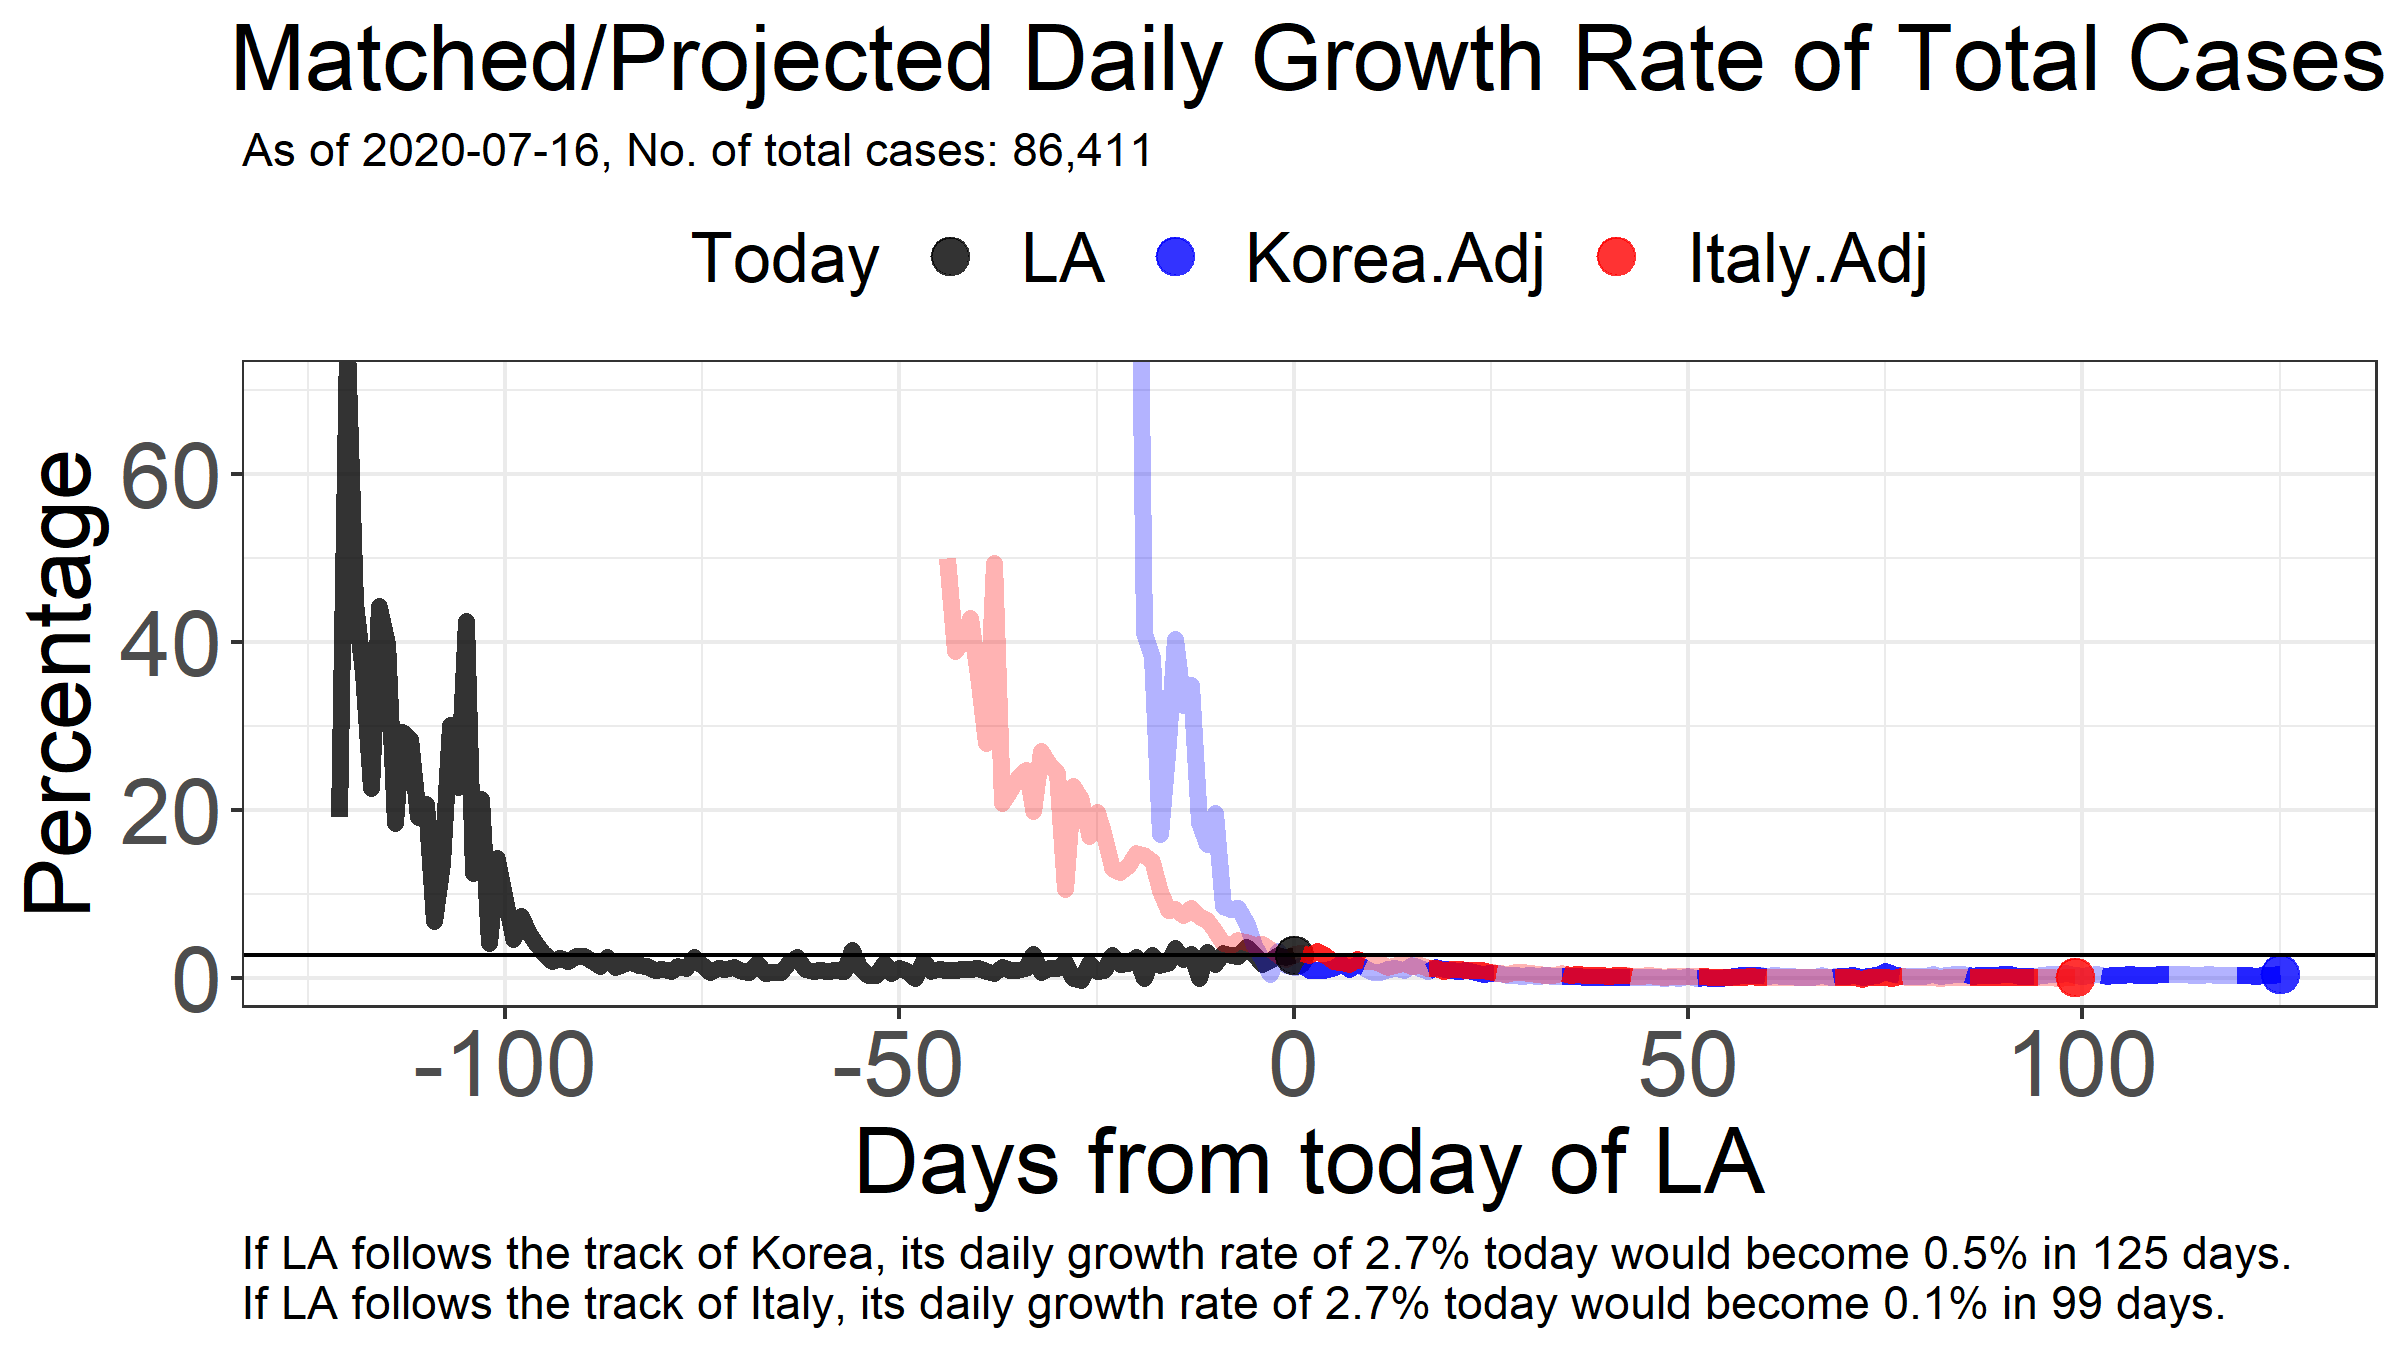 Matched/Projected Daily Growth Rate of Total Cases
As of 2020-07-16, No. of total cases: 86,411
Today LA Korea.Adj Italy.Adj
Percentage
60
40
20
0
-100 -50 0 50 100
Days from today of LA
If LA follows the track of Korea, its daily growth rate of 2.7% today would become 0.5% in 125 days.
If LA follows the track of Italy, its daily growth rate of 2.7% today would become 0.1% in 99 days.